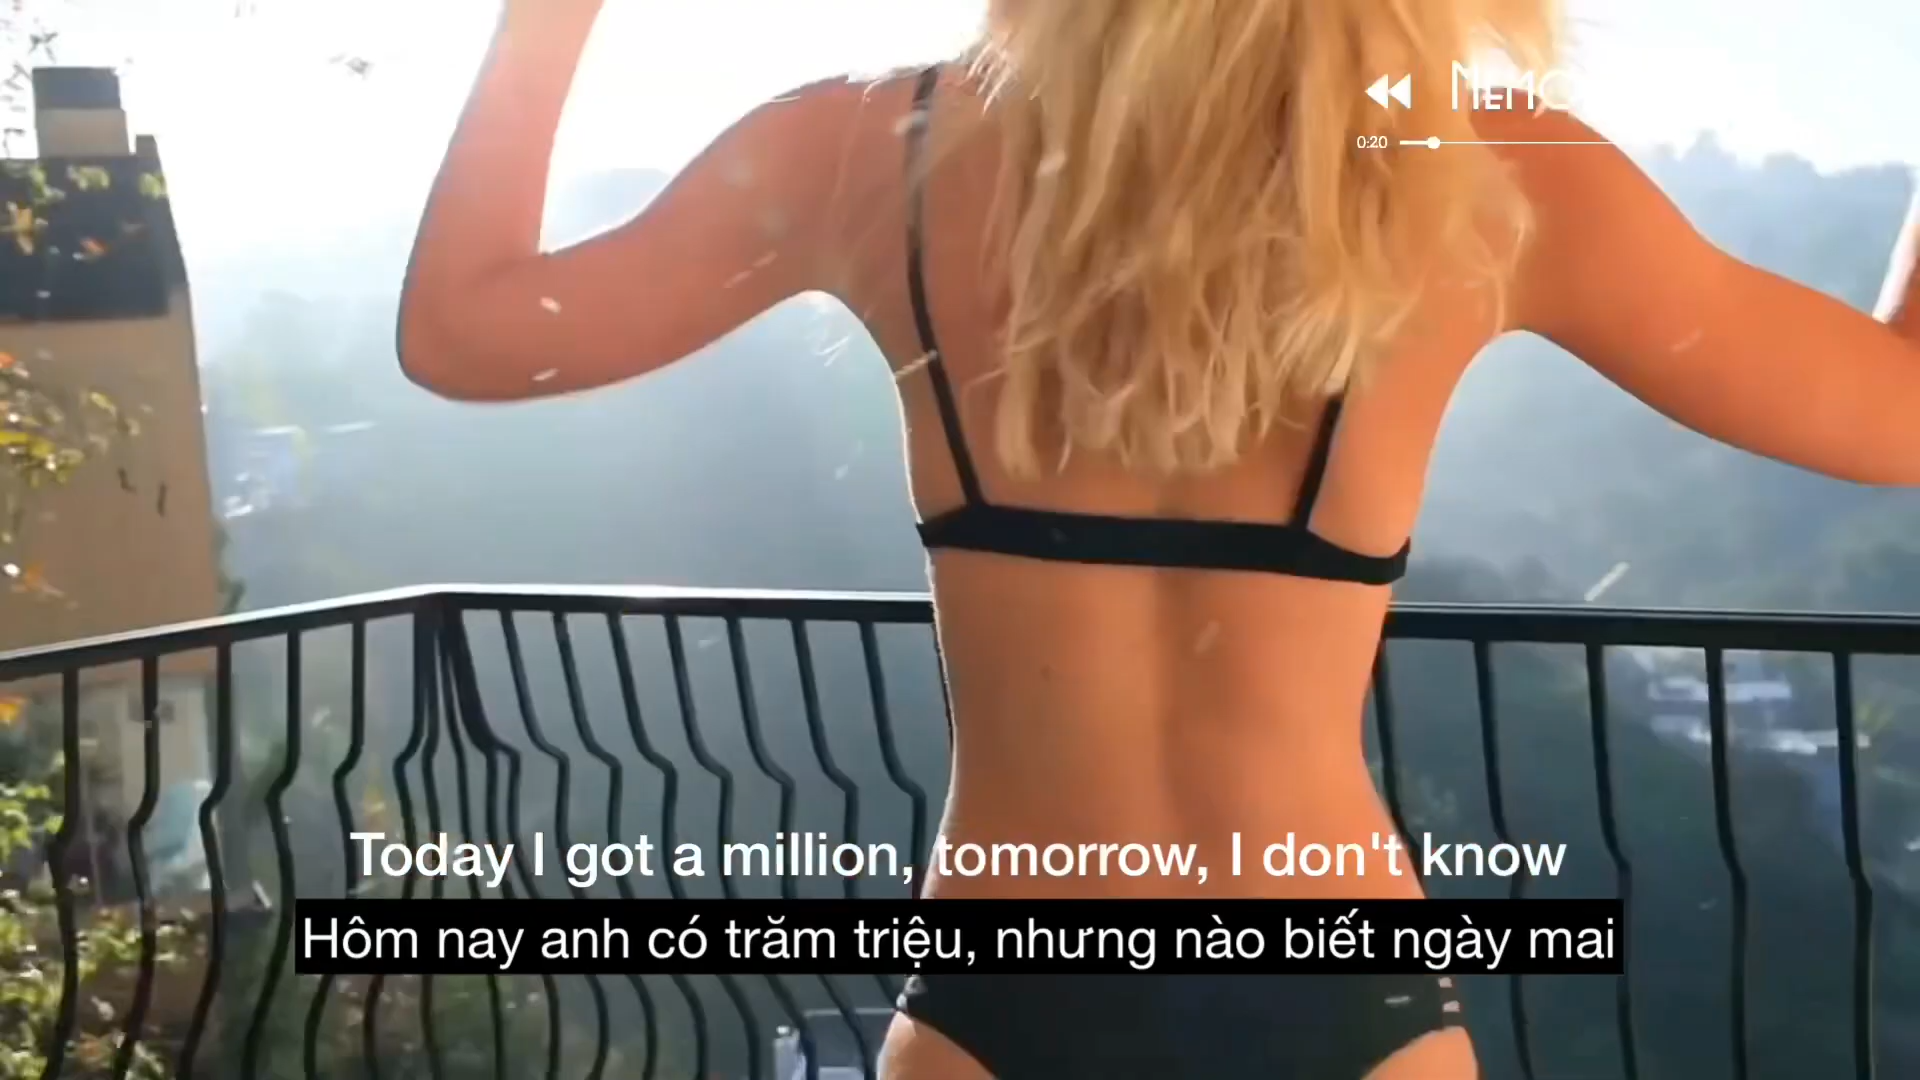 0:20
Today I got a million, tomorrow, I don't know
Hôm nay anh có trăm triệu, nhưng nào biết ngày mai